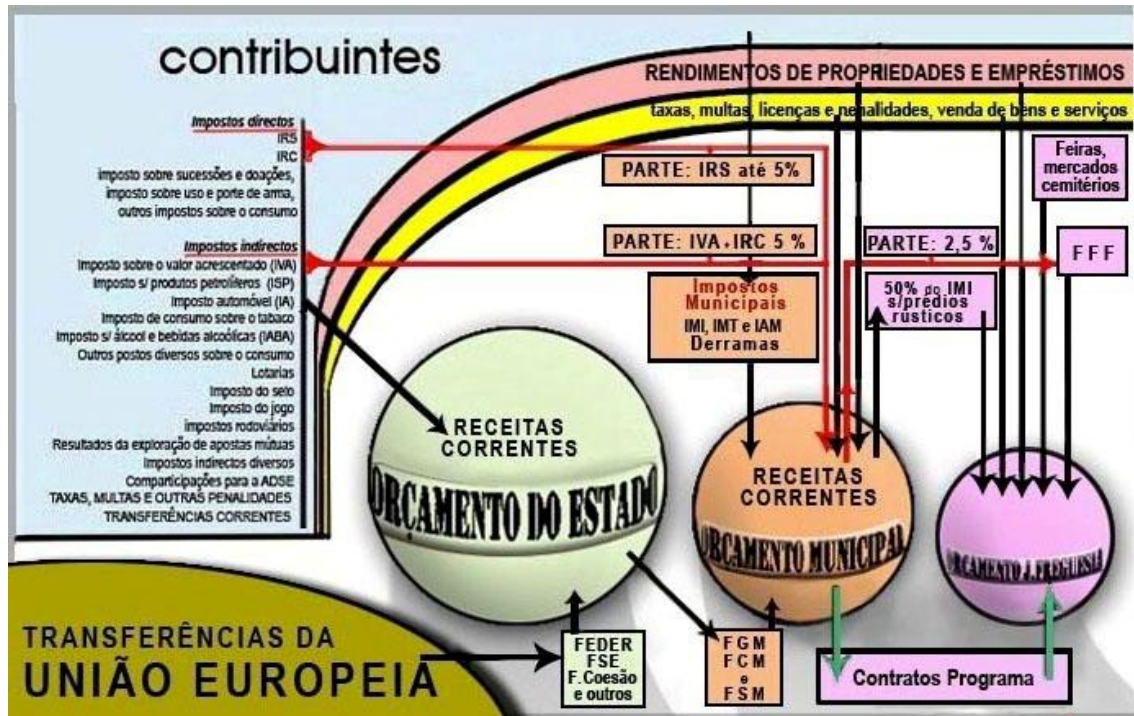 contribuintes
Impostos directos
IRS
IRC
imposto sobre sucessões e doações,
imposto sobre uso e porte de arma,
outros impostos sobre o consumo
Impostos indirectos
Imposto sobre o valor acrescentado (IVA)
Imposto s/ produtos petrolíferos (ISP)
Imposto automóvel (IA)
Imposto de consumo sobre o tabaco
Imposto s/ álcool e bebidas alcoólicas (IABA)
Outros postos diversos sobre o consumo
Lotarias
Imposto do selo
Imposto do jogo
impostos rodoviários
Resultados da exploração de apostas mútuas
Impostos indirectos diversos
Comparticipações para a ADSE
TAXAS, MULTAS E OUTRAS PENALIDADES
TRANSFERÊNCIAS CORRENTES
RENDIMENTOS DE PROPRIEDADES E EMPRÉSTIMOS
taxas, multas, licenças e penalidades, venda de bens e serviços
PARTE: IRS até 5%
PARTE: IVA+IRC 5 %
Impostos
Municipais
IMI, IMT e IAM
Derramas
PARTE: 2,5 %
50% do IMI
s/prédios
rústicos
Feiras,
mercados
cemitérios
F F F
RECEITAS
CORRENTES
ORÇAMENTO DO ESTADO
RECEITAS
CORRENTES
ORÇAMENTO MUNICIPAL
ORÇAMENTO J.FREGUESIA
TRANSFERÊNCIAS DA
UNIÃO EUROPEIA
FEDER
FSE
F.Coesão
e outros
FGM
FCM
e
FSM
Contratos Programa